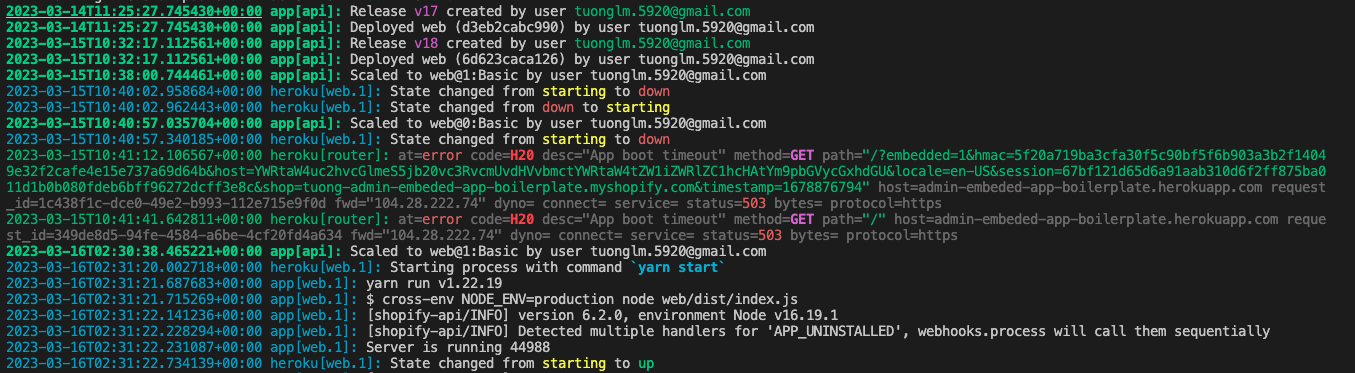 2023-03-14T11:25:27.745430+00:00 app[api]: Release v17 created by user tuonglm.5920@gmail.com
2023-03-14T11:25:27.745430+00:00 app[api]: Deployed web (d3eb2cabc990) by user tuonglm.5920@gmail.com
2023-03-15T10:32:17.112561+00:00 app[api]: Release v18 created by user tuonglm.5920@gmail.com
2023-03-15T10:32:17.112561+00:00 app[api]: Deployed web (6d623caca126) by user tuonglm.5920@gmail.com
2023-03-15T10:38:00.744461+00:00 app[api]: Scaled to web@1:Basic by user tuonglm.5920@gmail.com
2023-03-15T10:40:02.958684+00:00 heroku[web.1]: State changed from starting to down
2023-03-15T10:40:02.962443+00:00 heroku[web.1]: State changed from down to starting
2023-03-15T10:40:57.035704+00:00 app[api]: Scaled to web@0:Basic by user tuonglm.5920@gmail.com
2023-03-15T10:40:57.340185+00:00 heroku[web.1]: State changed from starting to down
2023-03-15T10:41:12.106567+00:00 heroku[router]: at=error code=H20 desc="App boot timeout" method=GET path="/?embedded=1&hmac=5f20a719ba3cfa30f5c90bf5f6b903a3b2f1404
9e32f2cafe4e15e737a69d64b&host=YWRtaW4uc2hvcGlmeS5jb20vc3RvcmUvdHVvbmctYWRtaW4tZW1iZWRlZC1hcHAtYm9pbGVycGxhdGU&locale=en-US&session=67bf121d65d6a91aab310d6f2ff875ba0
11d1b0b080fdeb6bff96272dcff3e8c&shop=tuong-admin-embeded-app-boilerplate.myshopify.com&timestamp=1678876794" host=admin-embeded-app-boilerplate.herokuapp.com request
_id=1c438f1c-dce0-49e2-b993-112e715e9f0d fwd="104.28.222.74" dyno= connect= service= status=503 bytes= protocol=https
2023-03-15T10:41:41.642811+00:00 heroku[router]: at=error code=H20 desc="App boot timeout" method=GET path="/" host=admin-embeded-app-boilerplate.herokuapp.com reque
st_id=349de8d5-94fe-4584-a6be-4cf20fd4a634 fwd="104.28.222.74" dyno= connect= service= status=503 bytes= protocol=https
2023-03-16T02:30:38.465221+00:00 app[api]: Scaled to web@1:Basic by user tuonglm.5920@gmail.com
2023-03-16T02:31:20.002718+00:00 heroku[web.1]: Starting process with command `yarn start`
2023-03-16T02:31:21.687683+00:00 app[web.1]: yarn run v1.22.19
2023-03-16T02:31:21.715269+00:00 app[web.1]: $ cross-env NODE_ENV=production node web/dist/index.js
2023-03-16T02:31:22.141236+00:00 app[web.1]: [shopify-api/INFO] version 6.2.0, environment Node v16.19.1
2023-03-16T02:31:22.228294+00:00 app[web.1]: [shopify-api/INFO] Detected multiple handlers for 'APP_UNINSTALLED', webhooks.process will call them sequentially
2023-03-16T02:31:22.231087+00:00 app[web.1]: Server is running 44988
2023-03-16T02:31:22.734139+00:00 heroku[web.1]: State changed from starting to up